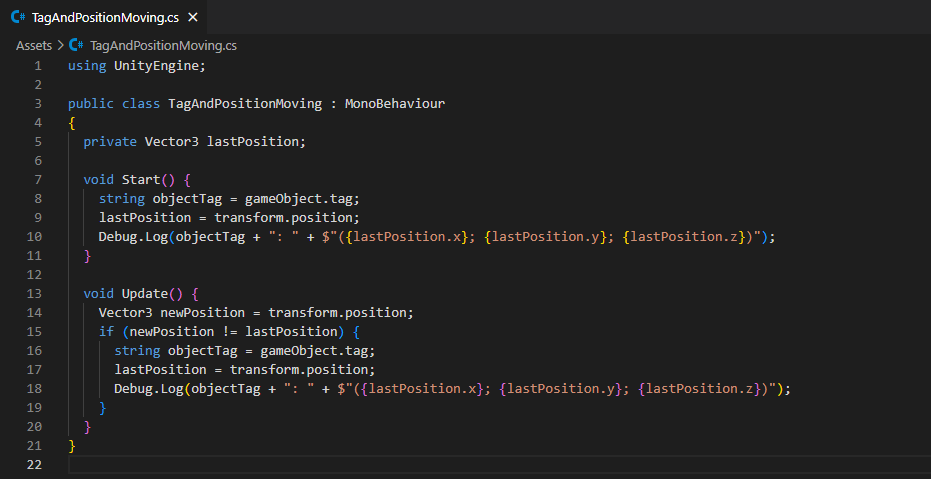 C# TagAndPositionMoving.cs ×
Assets > C# TagAndPositionMoving.cs
1 using UnityEngine;
2
3 public class TagAndPositionMoving : MonoBehaviour
4 {
5   private Vector3 lastPosition;
6
7   void Start() {
8     string objectTag = gameObject.tag;
9     lastPosition = transform.position;
10     Debug.Log(objectTag + ": " + $"({lastPosition.x}; {lastPosition.y}; {lastPosition.z})");
11   }
12
13   void Update() {
14     Vector3 newPosition = transform.position;
15     if (newPosition != lastPosition) {
16       string objectTag = gameObject.tag;
17       lastPosition = transform.position;
18       Debug.Log(objectTag + ": " + $"({lastPosition.x}; {lastPosition.y}; {lastPosition.z})");
19     }
20   }
21 }
22